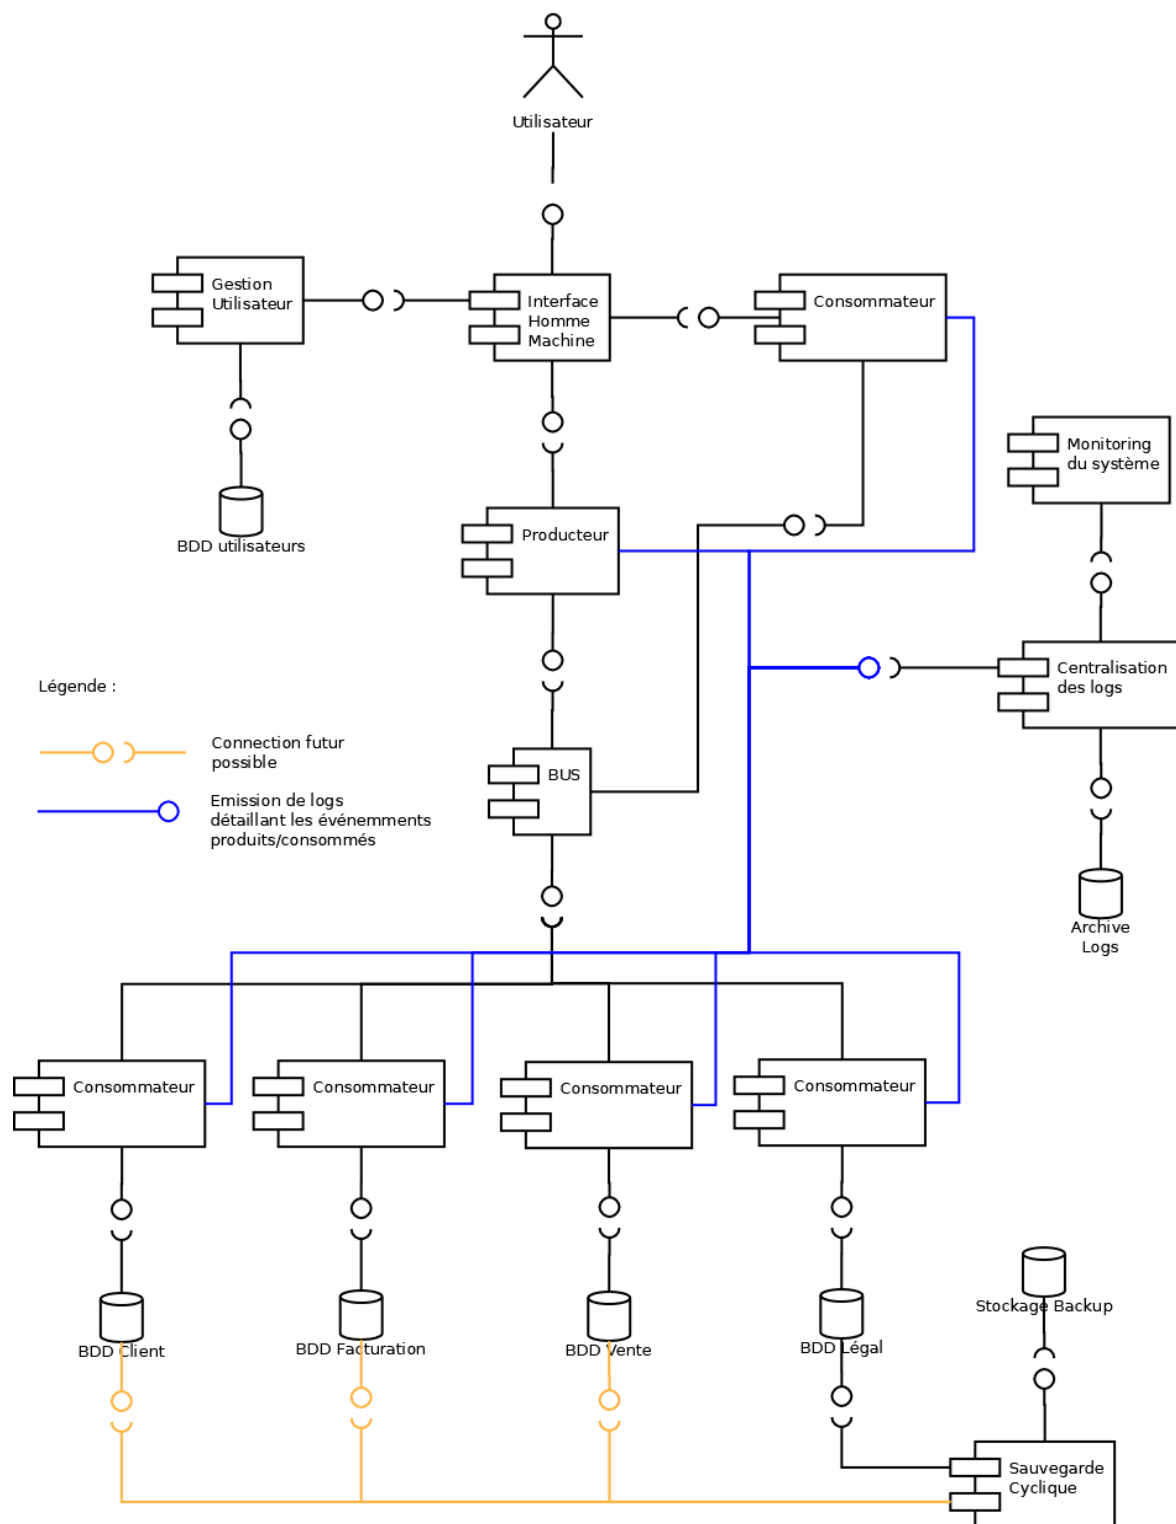 Utilisateur
Gestion
Utilisateur
Interface
Homme
Machine
Consommateur
Monitoring
du système
BDD utilisateurs
Producteur
Centralisation
des logs
Légende :
Connection futur
possible
BUS
Emission de logs
détaillant les événemments
produits/consommés
Archive
Logs
Consommateur
Consommateur
Consommateur
Consommateur
Stockage Backup
BDD Client
BDD Facturation
BDD Vente
BDD Légal
Sauvegarde
Cyclique